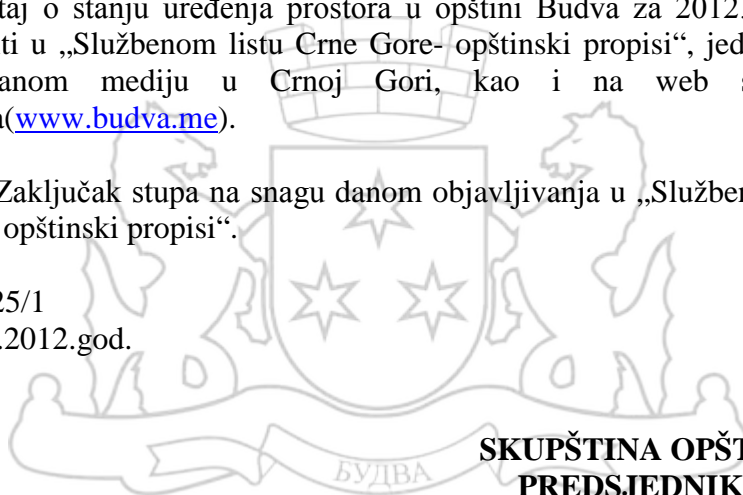 taj o stanju uređenja prostora u opštini Budva za 2012.
ti u „Službenom listu Crne Gore- opštinski propisi“, jed
anom mediju u Crnoj Gori, kao i na web s
a(www.budva.me).
Zaključak stupa na snagu danom objavljivanja u „Služben
opštinski propisi“.
25/1
.2012.god.
SKUPŠTINA OPŠT
БУДВА
PREDSJEDNIK